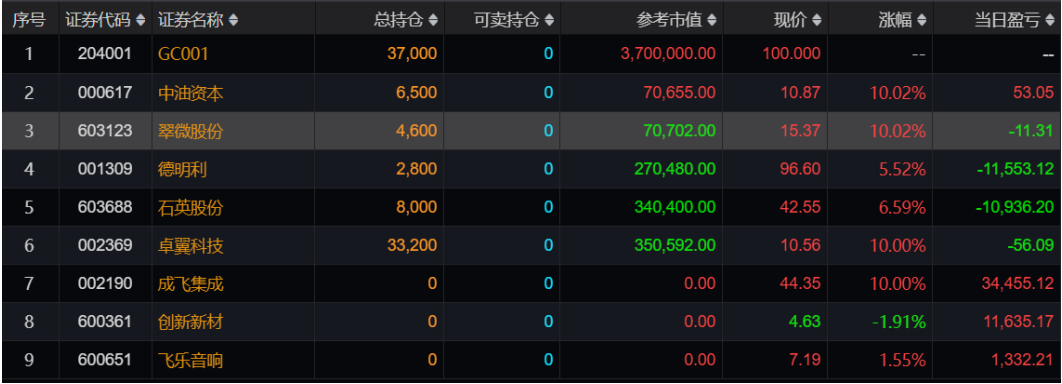 序号 证券代码 证券名称 总持仓 可卖持仓 参考市值 现价 涨幅 当日盈亏
1 204001 GC001 37,000 0 3,700,000.00 100.000 -- --
2 000617 中油资本 6,500 0 70,655.00 10.87 10.02% 53.05
3 603123 翠微股份 4,600 0 70,702.00 15.37 10.02% -11.31
4 001309 德明利 2,800 0 270,480.00 96.60 5.52% -11,553.12
5 603688 石英股份 8,000 0 340,400.00 42.55 6.59% -10,936.20
6 002369 卓翼科技 33,200 0 350,592.00 10.56 10.00% -56.09
7 002190 成飞集成 0 0 0.00 44.35 10.00% 34,455.12
8 600361 创新新材 0 0 0.00 4.63 -1.91% 11,635.17
9 600651 飞乐音响 0 0 0.00 7.19 1.55% 1,332.21